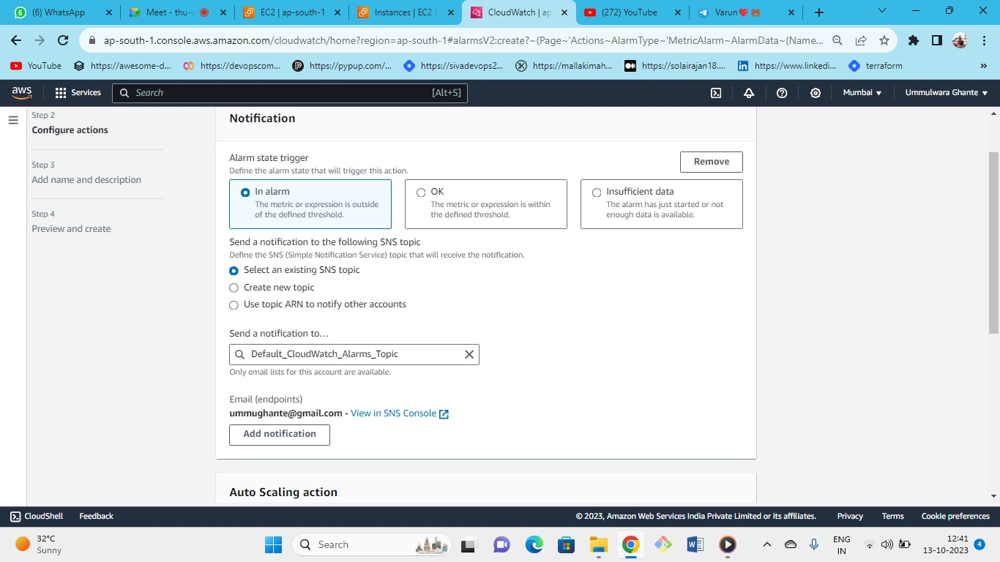 (6) WhatsApp
Meet - thu-
EC2 | ap-south-1
Instances | EC2 |
CloudWatch | ap
(272) YouTube
Varun❤️🐻
ap-south-1.console.aws.amazon.com/cloudwatch/home?region=ap-south-1#alarmsV2:create?~(Page~'Actions~AlarmType~'MetricAlarm~AlarmData~(Name...
YouTube
https://awesome-d...
https://devopscom...
https://pypup.com/...
https://sivadevops2...
https://mallakimah...
https://solairajan18....
https://www.linkedi...
terraform
»
aws
Services
Search [Alt+S]
Mumbai
Ummulwara Ghante
Step 2
Configure actions
Step 3
Add name and description
Step 4
Preview and create
Notification
Alarm state trigger
Define the alarm state that will trigger this action.
Remove
In alarm
The metric or expression is outside
of the defined threshold.
OK
The metric or expression is within
the defined threshold.
Insufficient data
The alarm has just started or not
enough data is available.
Send a notification to the following SNS topic
Define the SNS (Simple Notification Service) topic that will receive the notification.
Select an existing SNS topic
Create new topic
Use topic ARN to notify other accounts
Send a notification to…
Default_CloudWatch_Alarms_Topic
Only email lists for this account are available.
Email (endpoints)
ummughante@gmail.com - View in SNS Console
Add notification
Auto Scaling action
CloudShell
Feedback
© 2023, Amazon Web Services India Private Limited or its affiliates.
Privacy
Terms
Cookie preferences
32°C
Sunny
Search
ENG
IN
12:41
13-10-2023
4